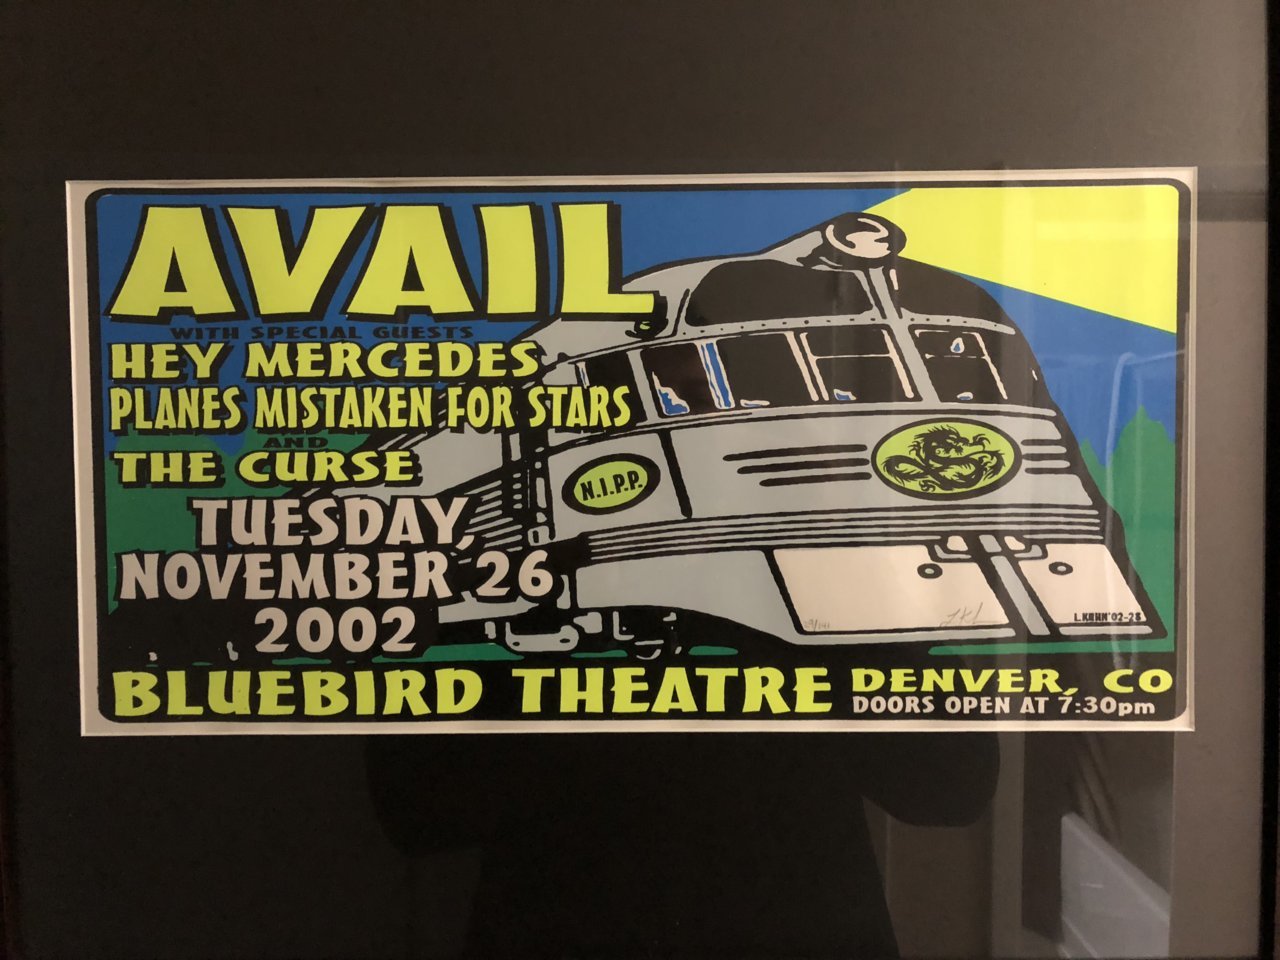 AVAIL
WITH SPECIAL GUESTS
HEY MERCEDES
PLANES MISTAKEN FOR STARS
AND
THE CURSE
TUESDAY,
NOVEMBER 26
2002
N.I.P.P.
L.KUHN'02-28
BLUEBIRD THEATRE DENVER, CO
DOORS OPEN AT 7:30pm